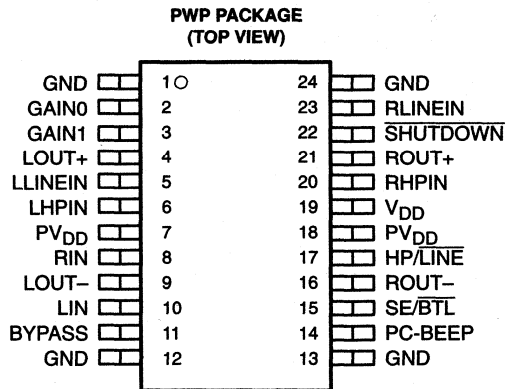 PWP PACKAGE
(TOP VIEW)
GND 1 24 GND
GAIN0 2 23 RLINEIN
GAIN1 3 22 SHUTDOWN
LOUT+ 4 21 ROUT+
LLINEIN 5 20 RHPIN
LHPIN 6 19 VDD
PVDD 7 18 PVDD
RIN 8 17 HP/LINE
LOUT– 9 16 ROUT–
LIN 10 15 SE/BTL
BYPASS 11 14 PC-BEEP
GND 12 13 GND